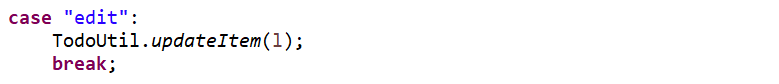 case "edit":
    TodoUtil.updateItem(l);
    break;